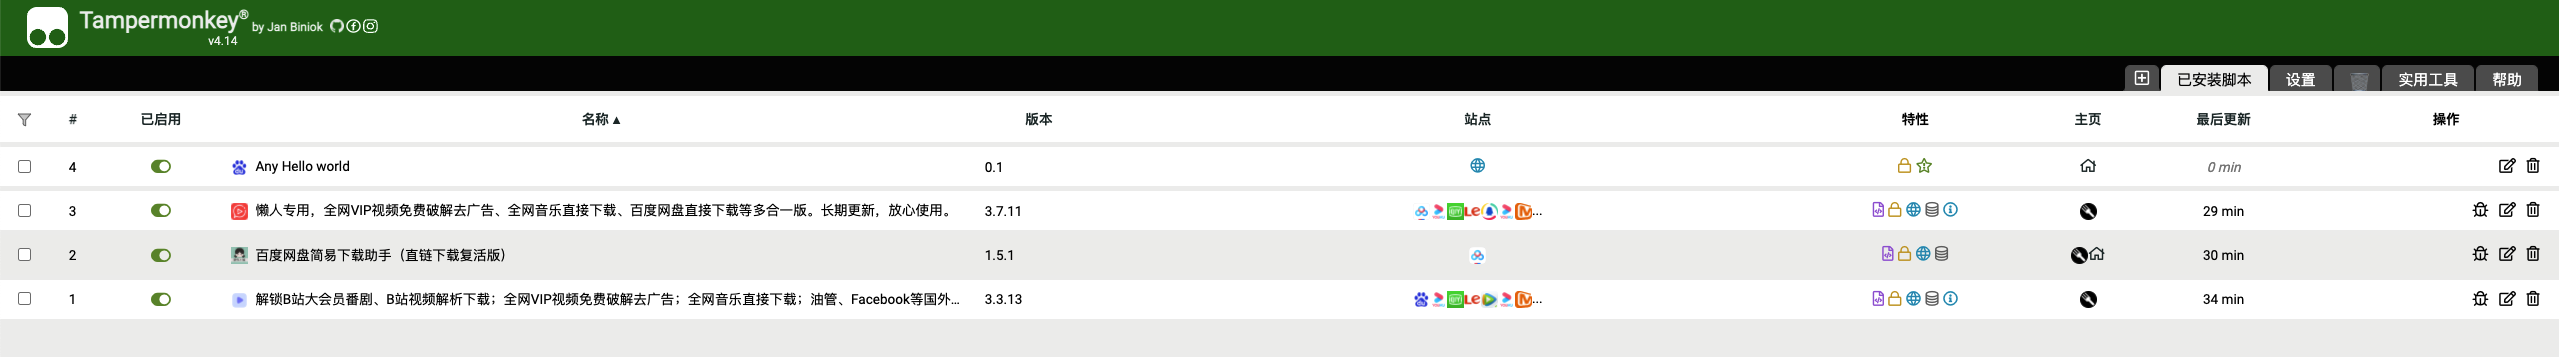 Tampermonkey® by Jan Biniok
v4.14
已安装脚本 设置 实用工具 帮助
# 已启用 名称 ▲ 版本 站点 特性 主页 最后更新 操作
4 Any Hello world 0.1 0 min
3 懒人专用，全网VIP视频免费破解去广告、全网音乐直接下载、百度网盘直接下载等多合一版。长期更新，放心使用。 3.7.11 ... 29 min
2 百度网盘简易下载助手（直链下载复活版） 1.5.1 30 min
1 解锁B站大会员番剧、B站视频解析下载；全网VIP视频免费破解去广告；全网音乐直接下载；油管、Facebook等国外... 3.3.13 ... 34 min